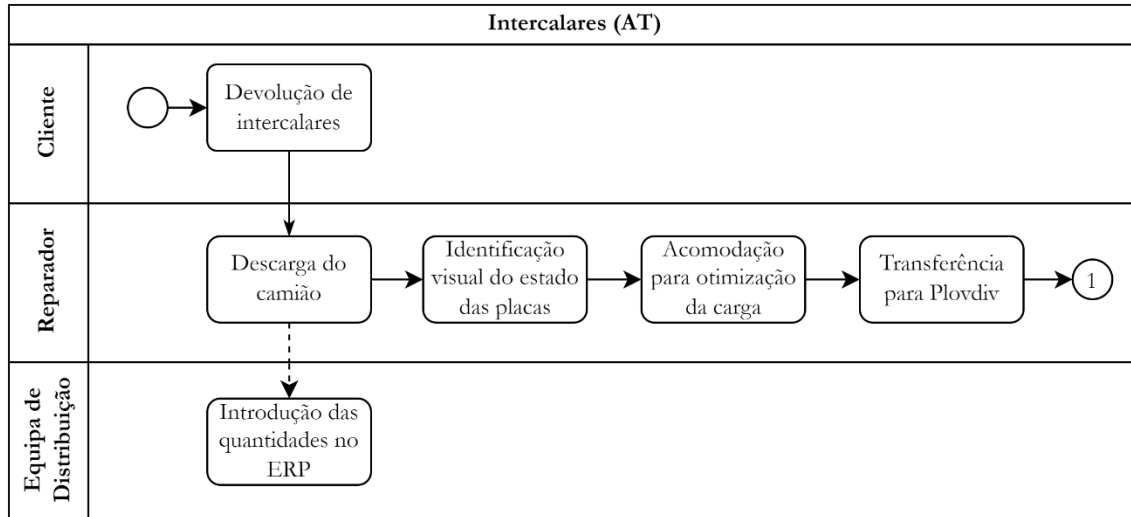 Intercalares (AT)
Cliente
Devolução de
intercalares
Reparador
Descarga do
camião
Identificação
visual do estado
das placas
Acomodação
para otimização
da carga
Transferência
para Plovdiv
1
Equipa de
Distribuição
Introdução das
quantidades no
ERP